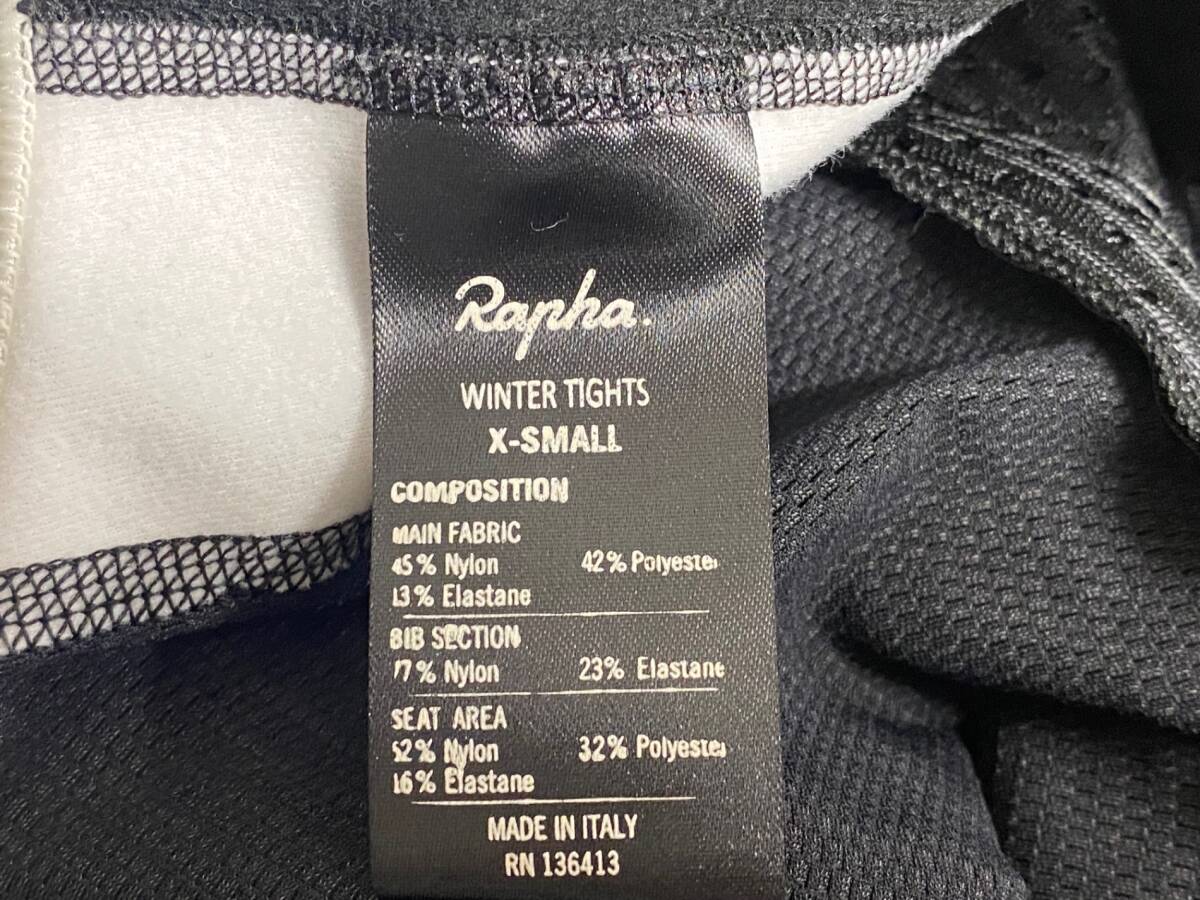 Rapha.
WINTER TIGHTS
X-SMALL
COMPOSITION
MAIN FABRIC
45% Nylon 42% Polyester
13% Elastane
BIB SECTION
77% Nylon 23% Elastane
SEAT AREA
52% Nylon 32% Polyester
16% Elastane
MADE IN ITALY
RN 136413